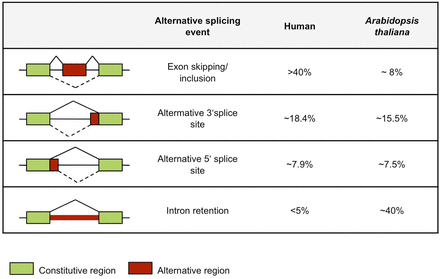 Alternative splicing Human Arabidopsis
event thaliana
Exon skipping/ >40% ~ 8%
inclusion
Alternative 3'splice ~18.4% ~15.5%
site
Alternative 5' splice ~7.9% ~7.5%
site
Intron retention <5% ~40%
Constitutive region Alternative region